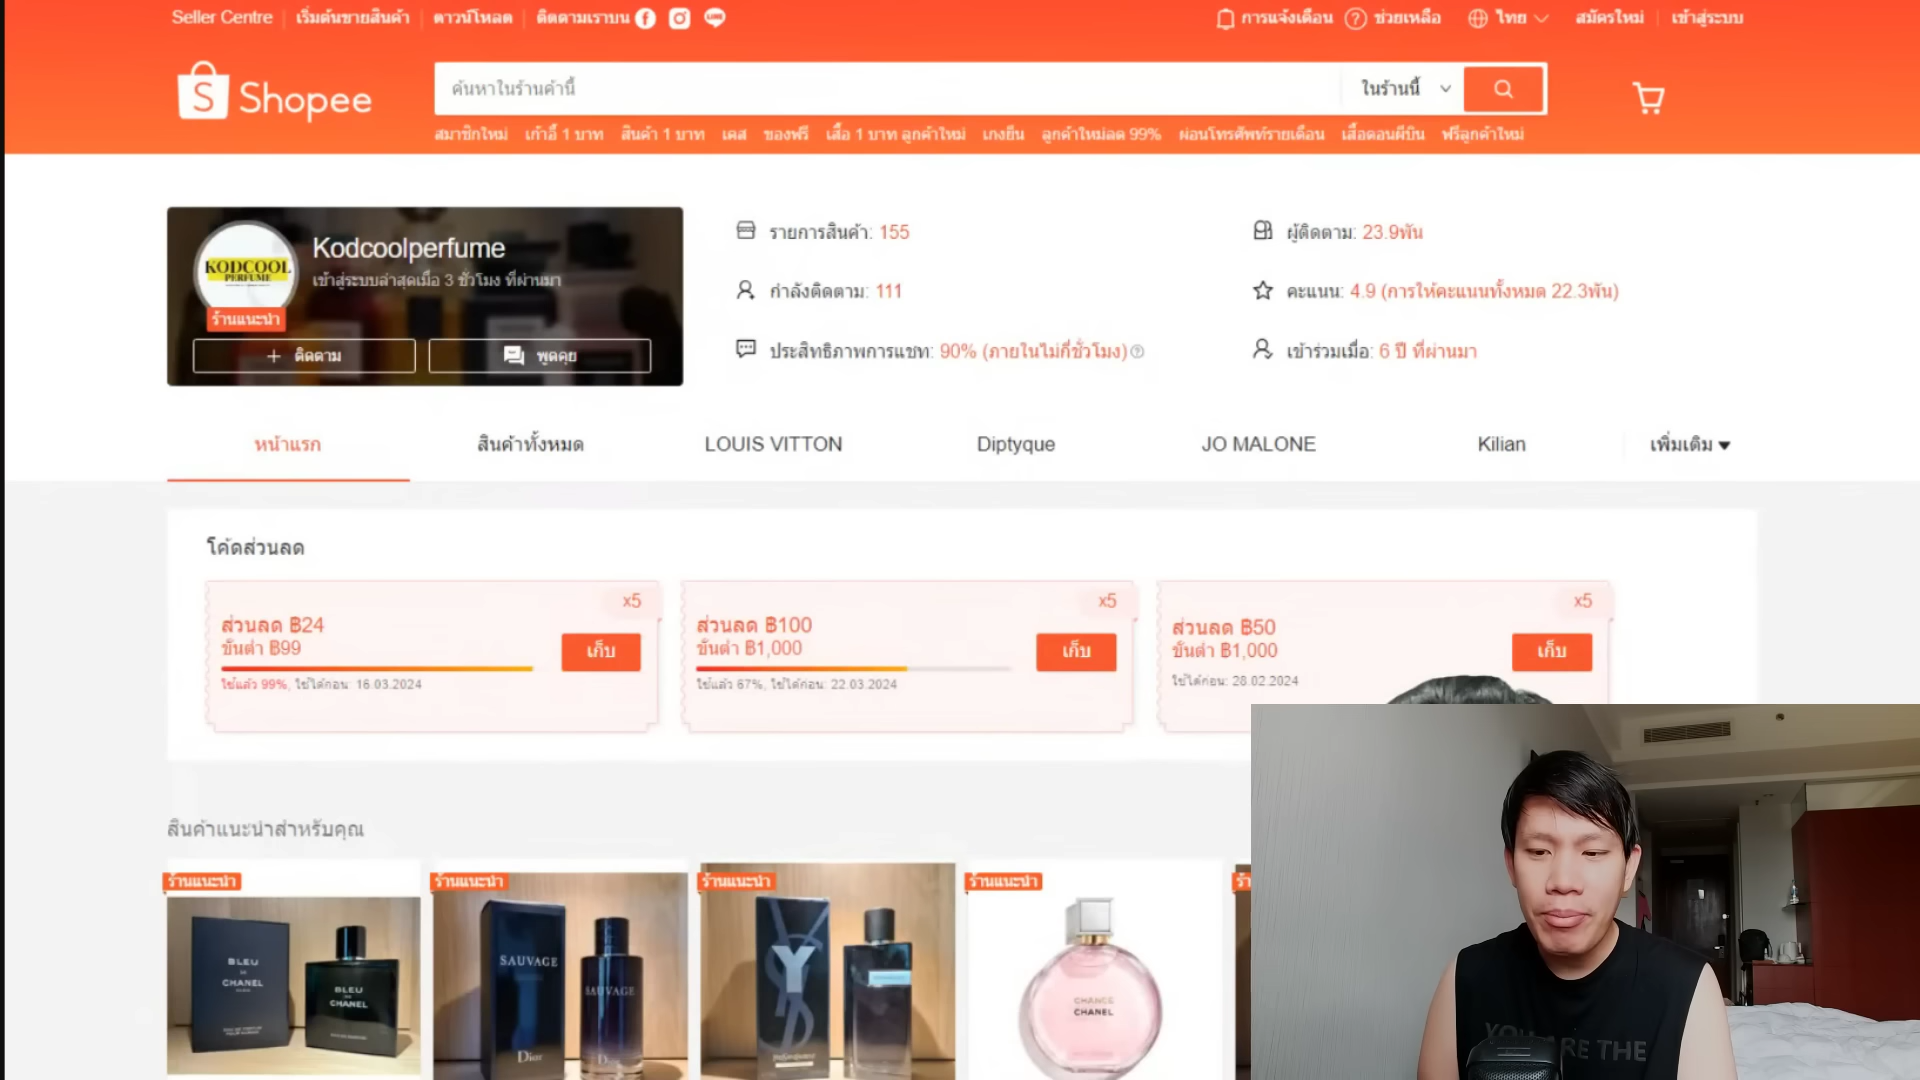 Seller Centre เริ่มต้นขายสินค้า ดาวน์โหลด ติดตามเราบน การแจ้งเตือน ช่วยเหลือ ไทย สมัครใหม่ เข้าสู่ระบบ
Shopee ค้นหาในร้านค้านี้ ในร้านนี้
สมาชิกใหม่ เก้าอี้ 1 บาท สินค้า 1 บาท เคส ของฟรี เสื้อ 1 บาท ลูกค้าใหม่ เกงยีน ลูกค้าใหม่ลด 99% ผ่อนโทรศัพท์รายเดือน เสื้อตอนผีบิน ฟรีลูกค้าใหม่
KODCOOL
PERFUME
Kodcoolperfume
เข้าสู่ระบบล่าสุดเมื่อ 3 ชั่วโมง ที่ผ่านมา
ร้านแนะนำ
+ ติดตาม พูดคุย
รายการสินค้า: 155 ผู้ติดตาม: 23.9พัน
กำลังติดตาม: 111 คะแนน: 4.9 (การให้คะแนนทั้งหมด 22.3พัน)
ประสิทธิภาพการแชท: 90% (ภายในไม่กี่ชั่วโมง) เข้าร่วมเมื่อ: 6 ปี ที่ผ่านมา
หน้าแรก สินค้าทั้งหมด LOUIS VITTON Diptyque JO MALONE Kilian เพิ่มเติม
โค้ดส่วนลด
x5 x5 x5
ส่วนลด ฿24 ส่วนลด ฿100 ส่วนลด ฿50
ขั้นต่ำ ฿99 เก็บ ขั้นต่ำ ฿1,000 เก็บ ขั้นต่ำ ฿1,000 เก็บ
ใช้แล้ว 99%, ใช้ได้ก่อน: 16.03.2024 ใช้แล้ว 67%, ใช้ได้ก่อน: 22.03.2024 ใช้ได้ก่อน: 28.02.2024
สินค้าแนะนำสำหรับคุณ
ร้านแนะนำ ร้านแนะนำ ร้านแนะนำ ร้านแนะนำ
BLEU
DE
CHANEL
PARIS
BLEU
DE
CHANEL
SAUVAGE
SAUVAGE
Dior
Y
CHANCE
CHANEL
YOU ARE THE